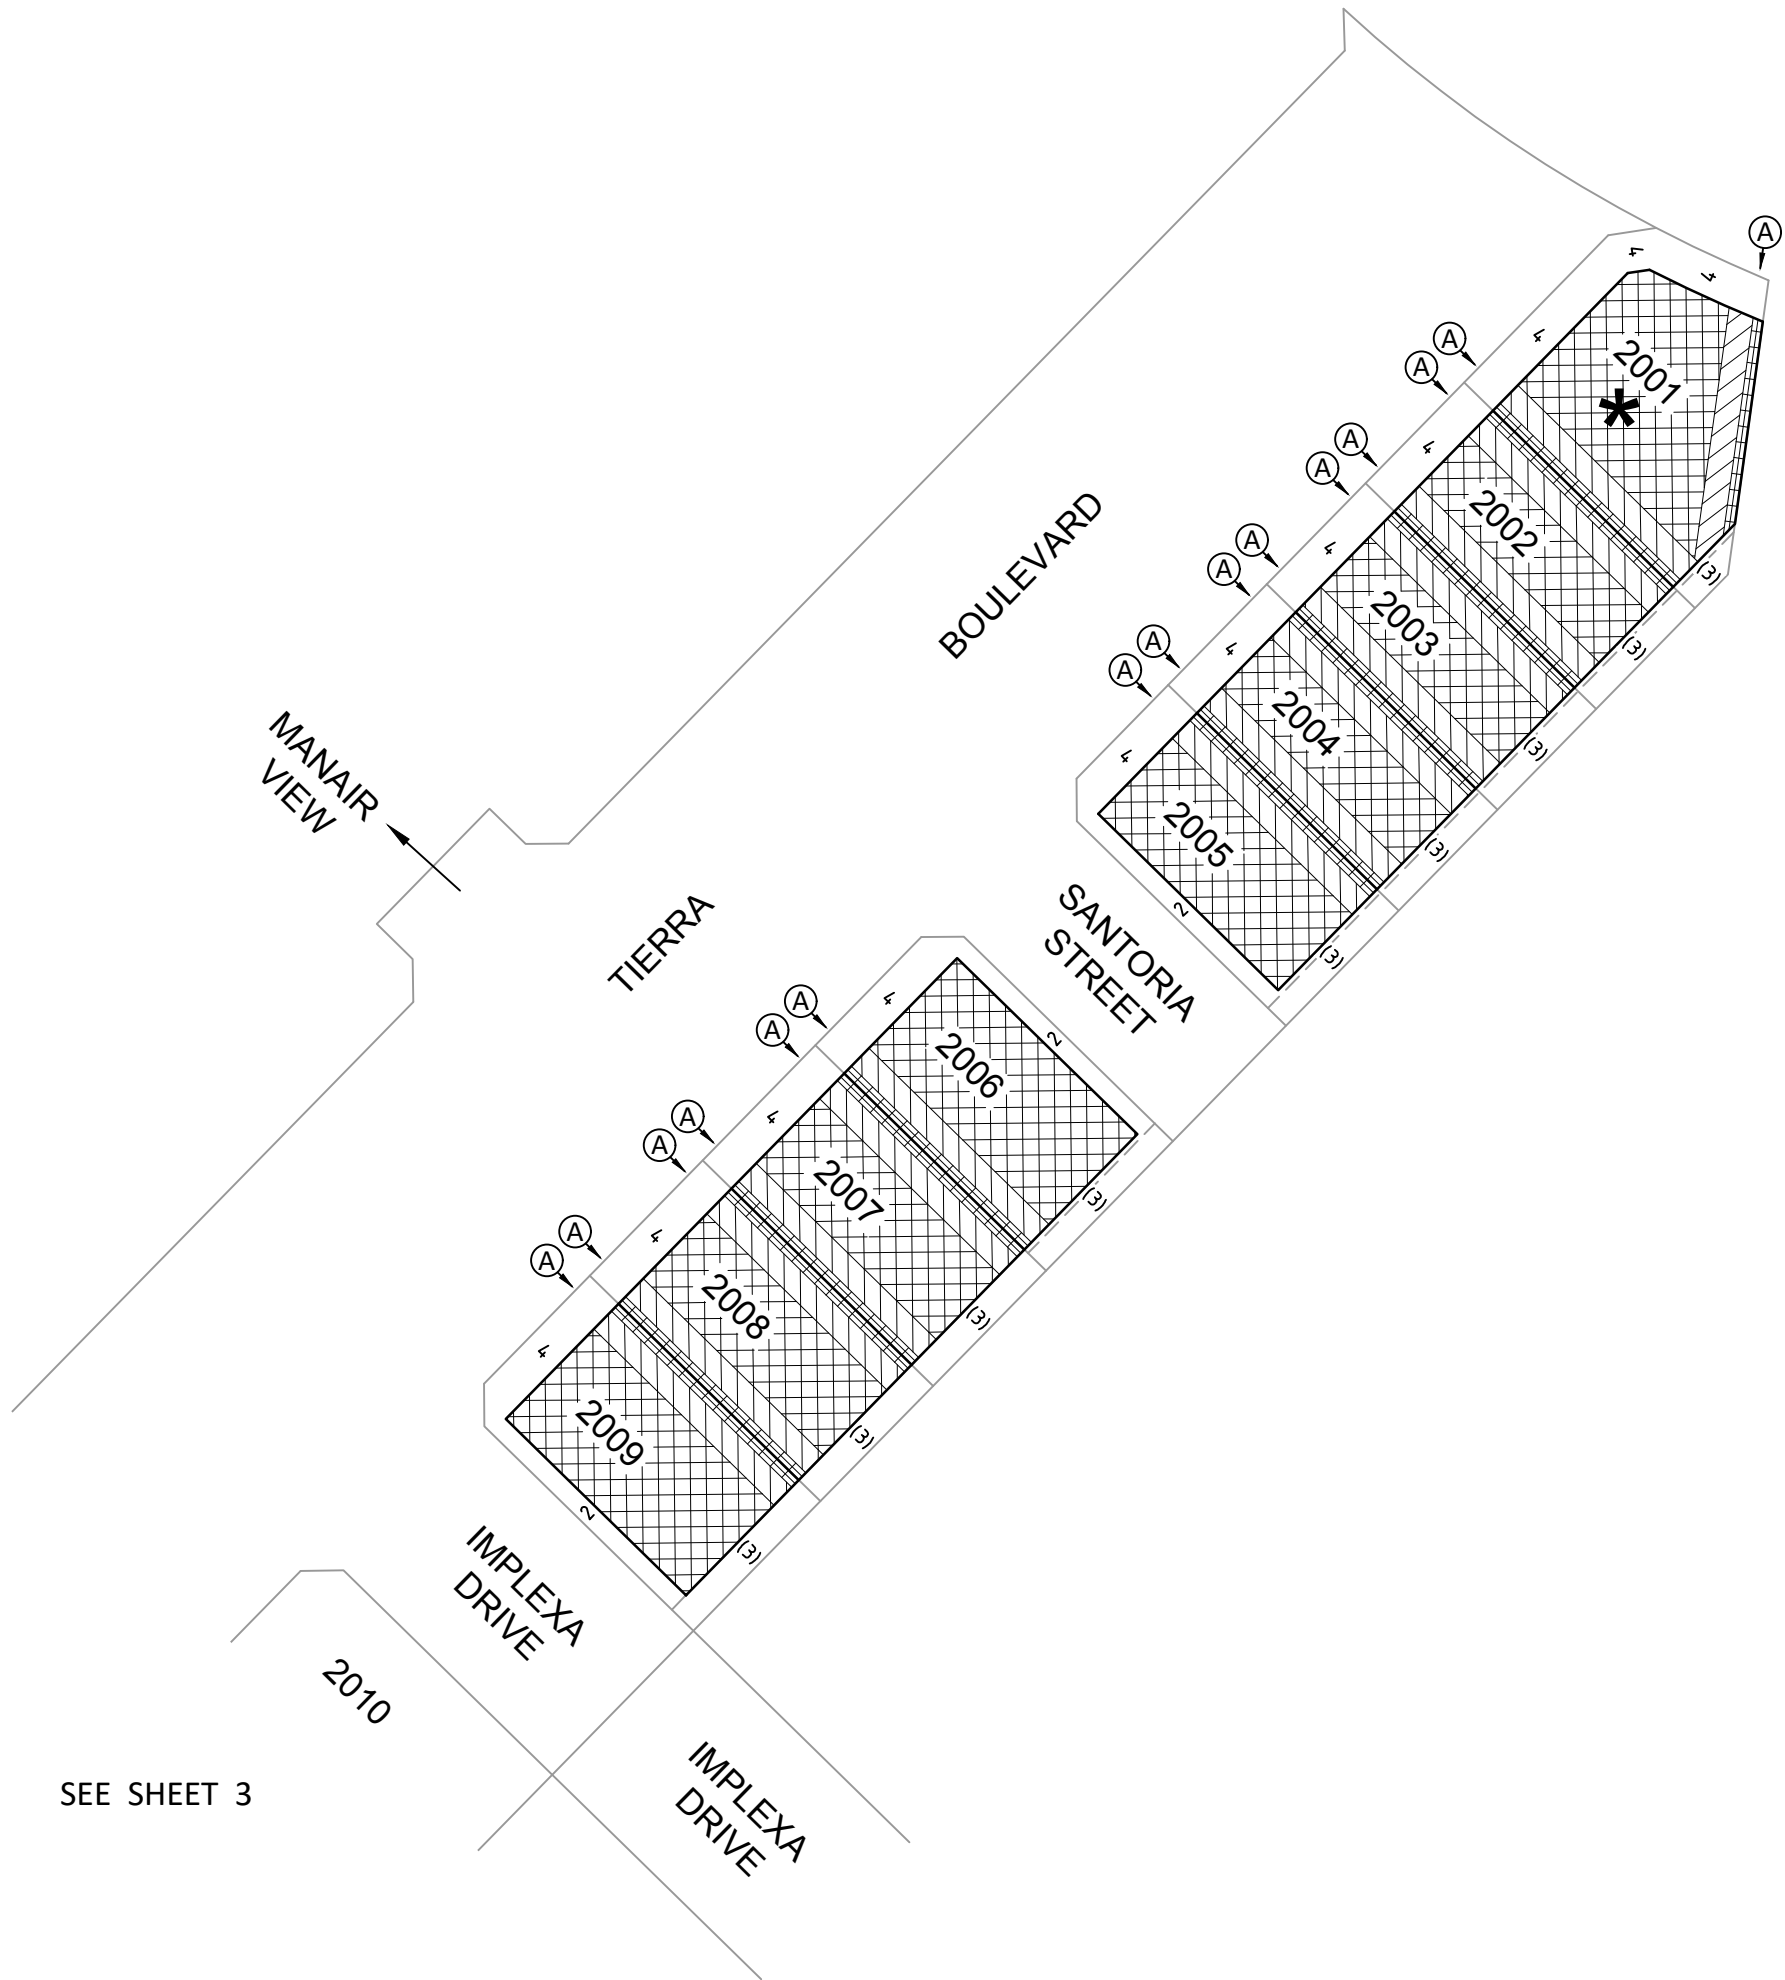 A
4
4
4
A
A
2001
*
(3)
A
A
4
2002
(3)
A
A
4
2003
(3)
A
A
4
2004
(3)
4
2005
2
(3)
BOULEVARD
TIERRA
MANAIR
VIEW
SANTORIA
STREET
A
A
4
2006
2
(3)
A
A
4
2007
(3)
A
A
4
2008
(3)
4
2009
2
(3)
IMPLEXA
DRIVE
2010
IMPLEXA
DRIVE
SEE SHEET 3